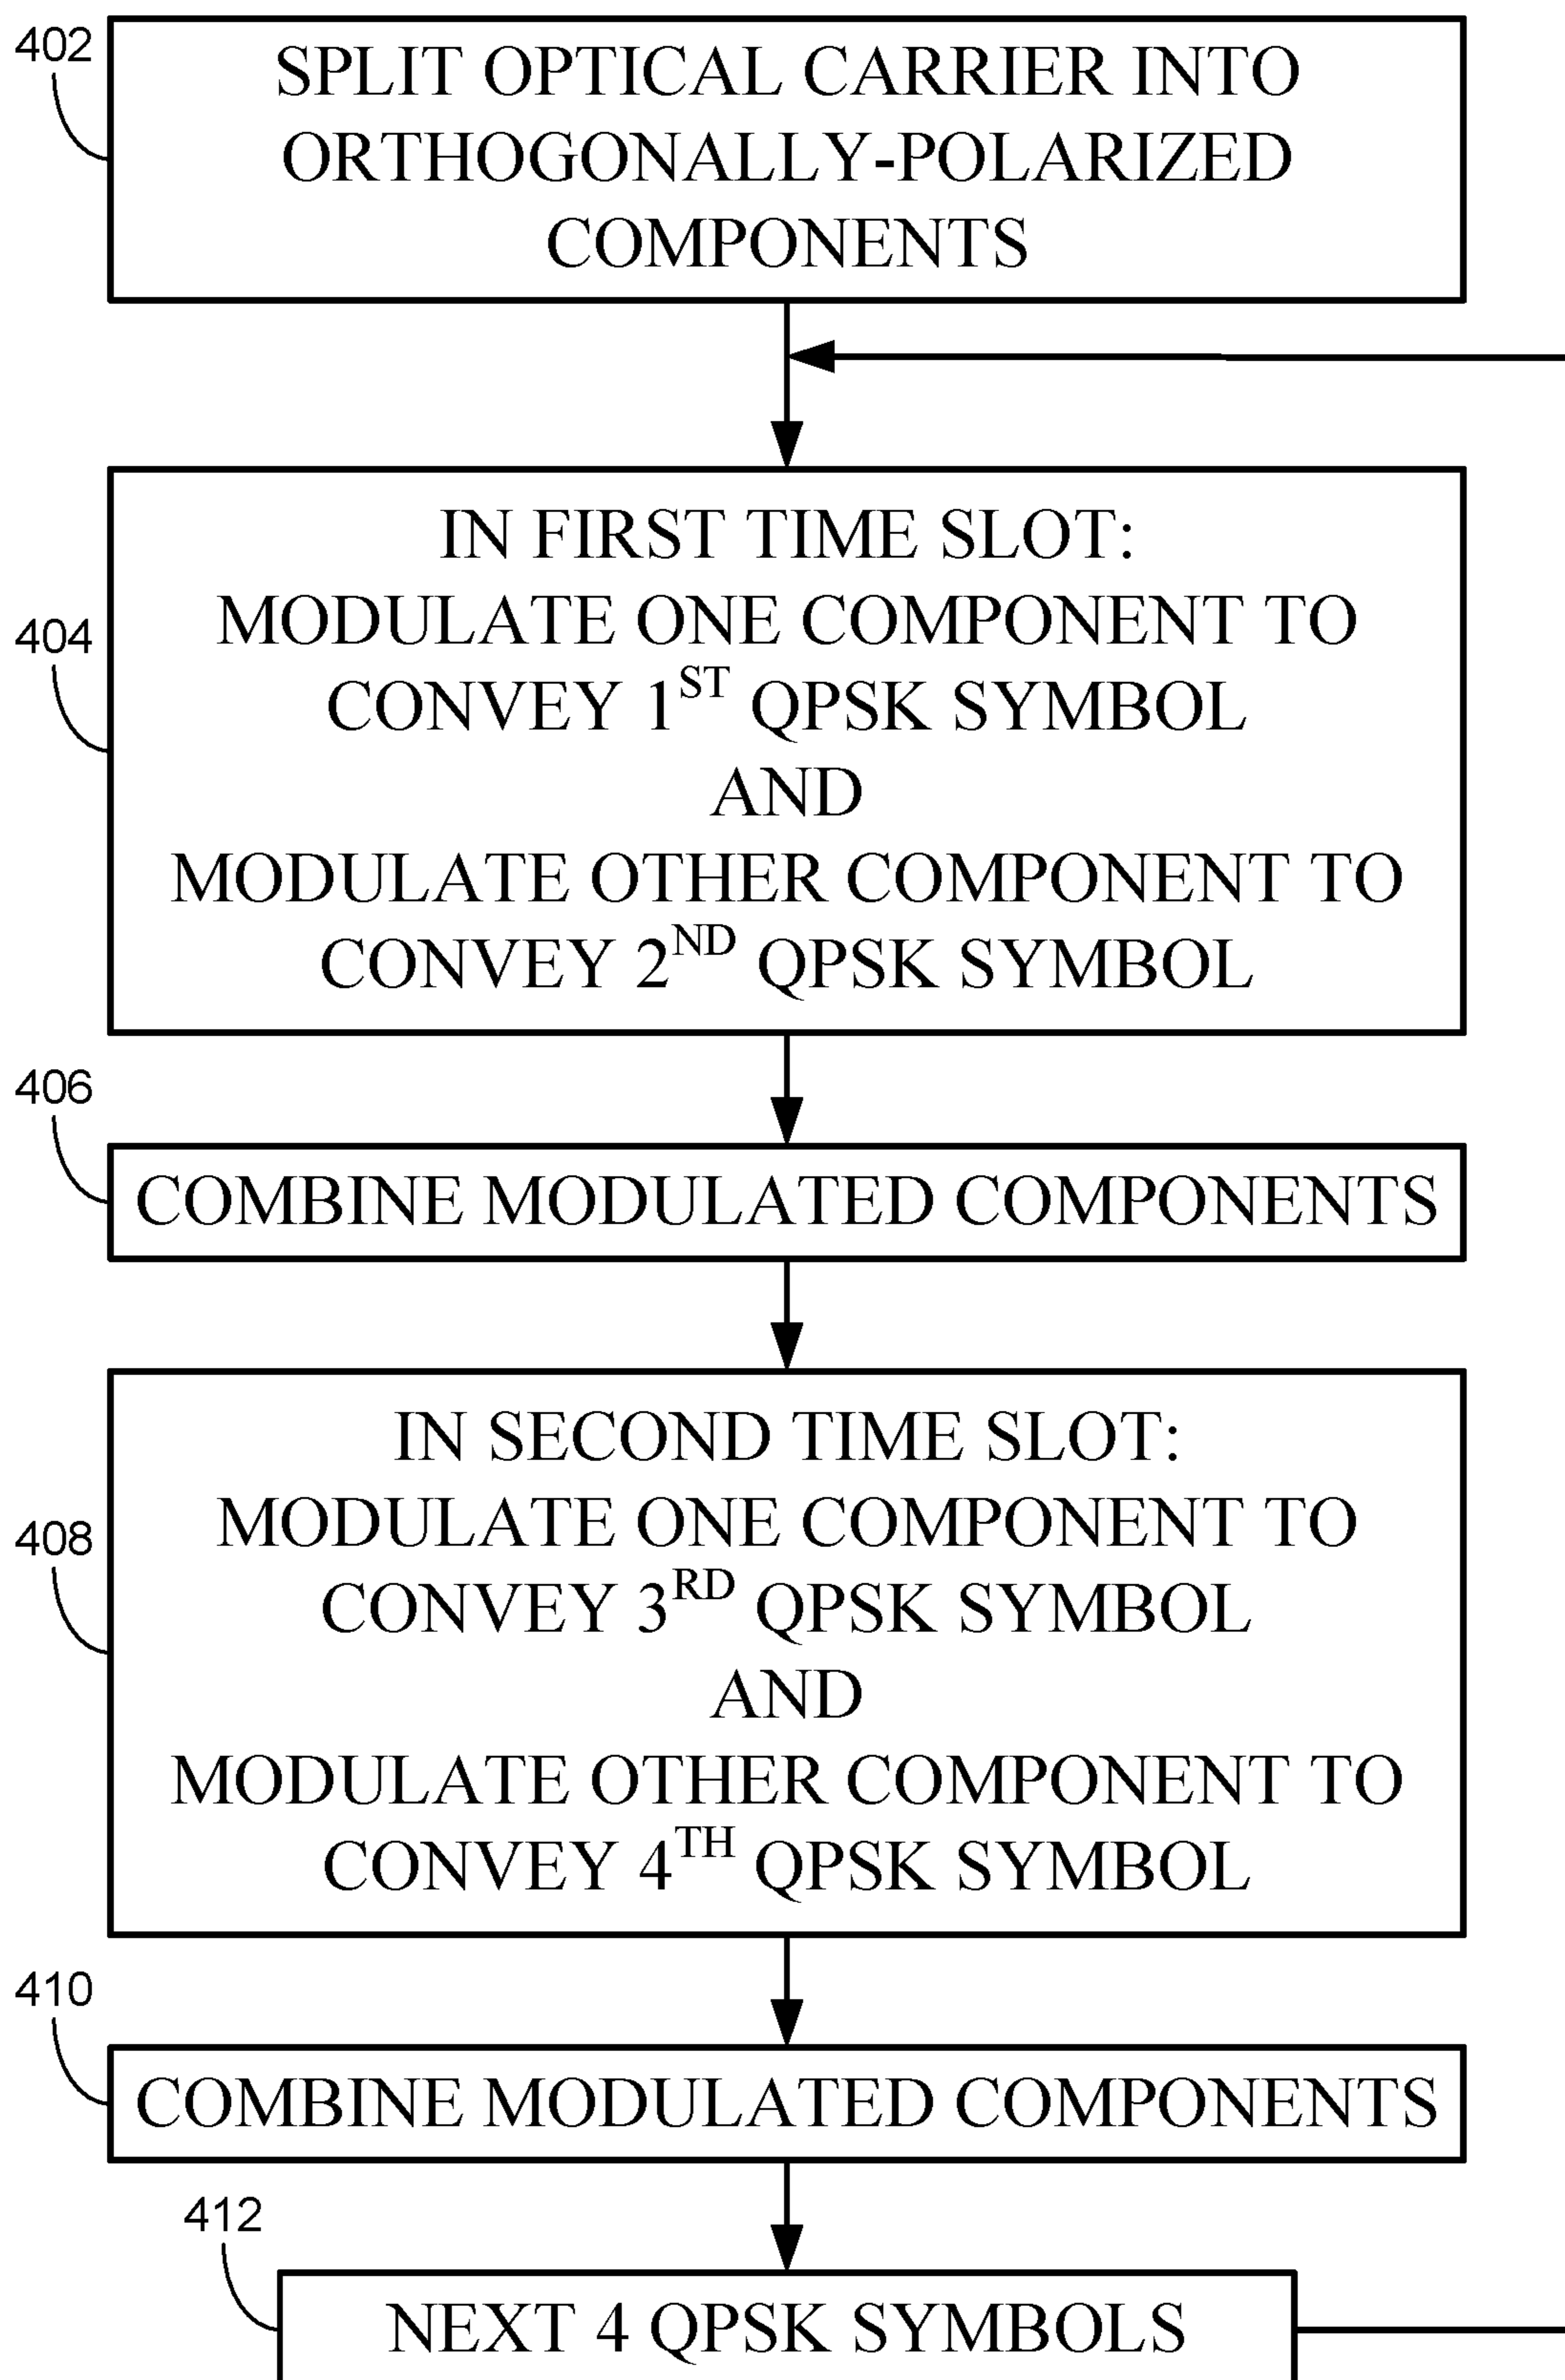 402
SPLIT OPTICAL CARRIER INTO
ORTHOGONALLY-POLARIZED
COMPONENTS
404
IN FIRST TIME SLOT:
MODULATE ONE COMPONENT TO
CONVEY 1ST QPSK SYMBOL
AND
MODULATE OTHER COMPONENT TO
CONVEY 2ND QPSK SYMBOL
406
COMBINE MODULATED COMPONENTS
408
IN SECOND TIME SLOT:
MODULATE ONE COMPONENT TO
CONVEY 3RD QPSK SYMBOL
AND
MODULATE OTHER COMPONENT TO
CONVEY 4TH QPSK SYMBOL
410
COMBINE MODULATED COMPONENTS
412
NEXT 4 QPSK SYMBOLS